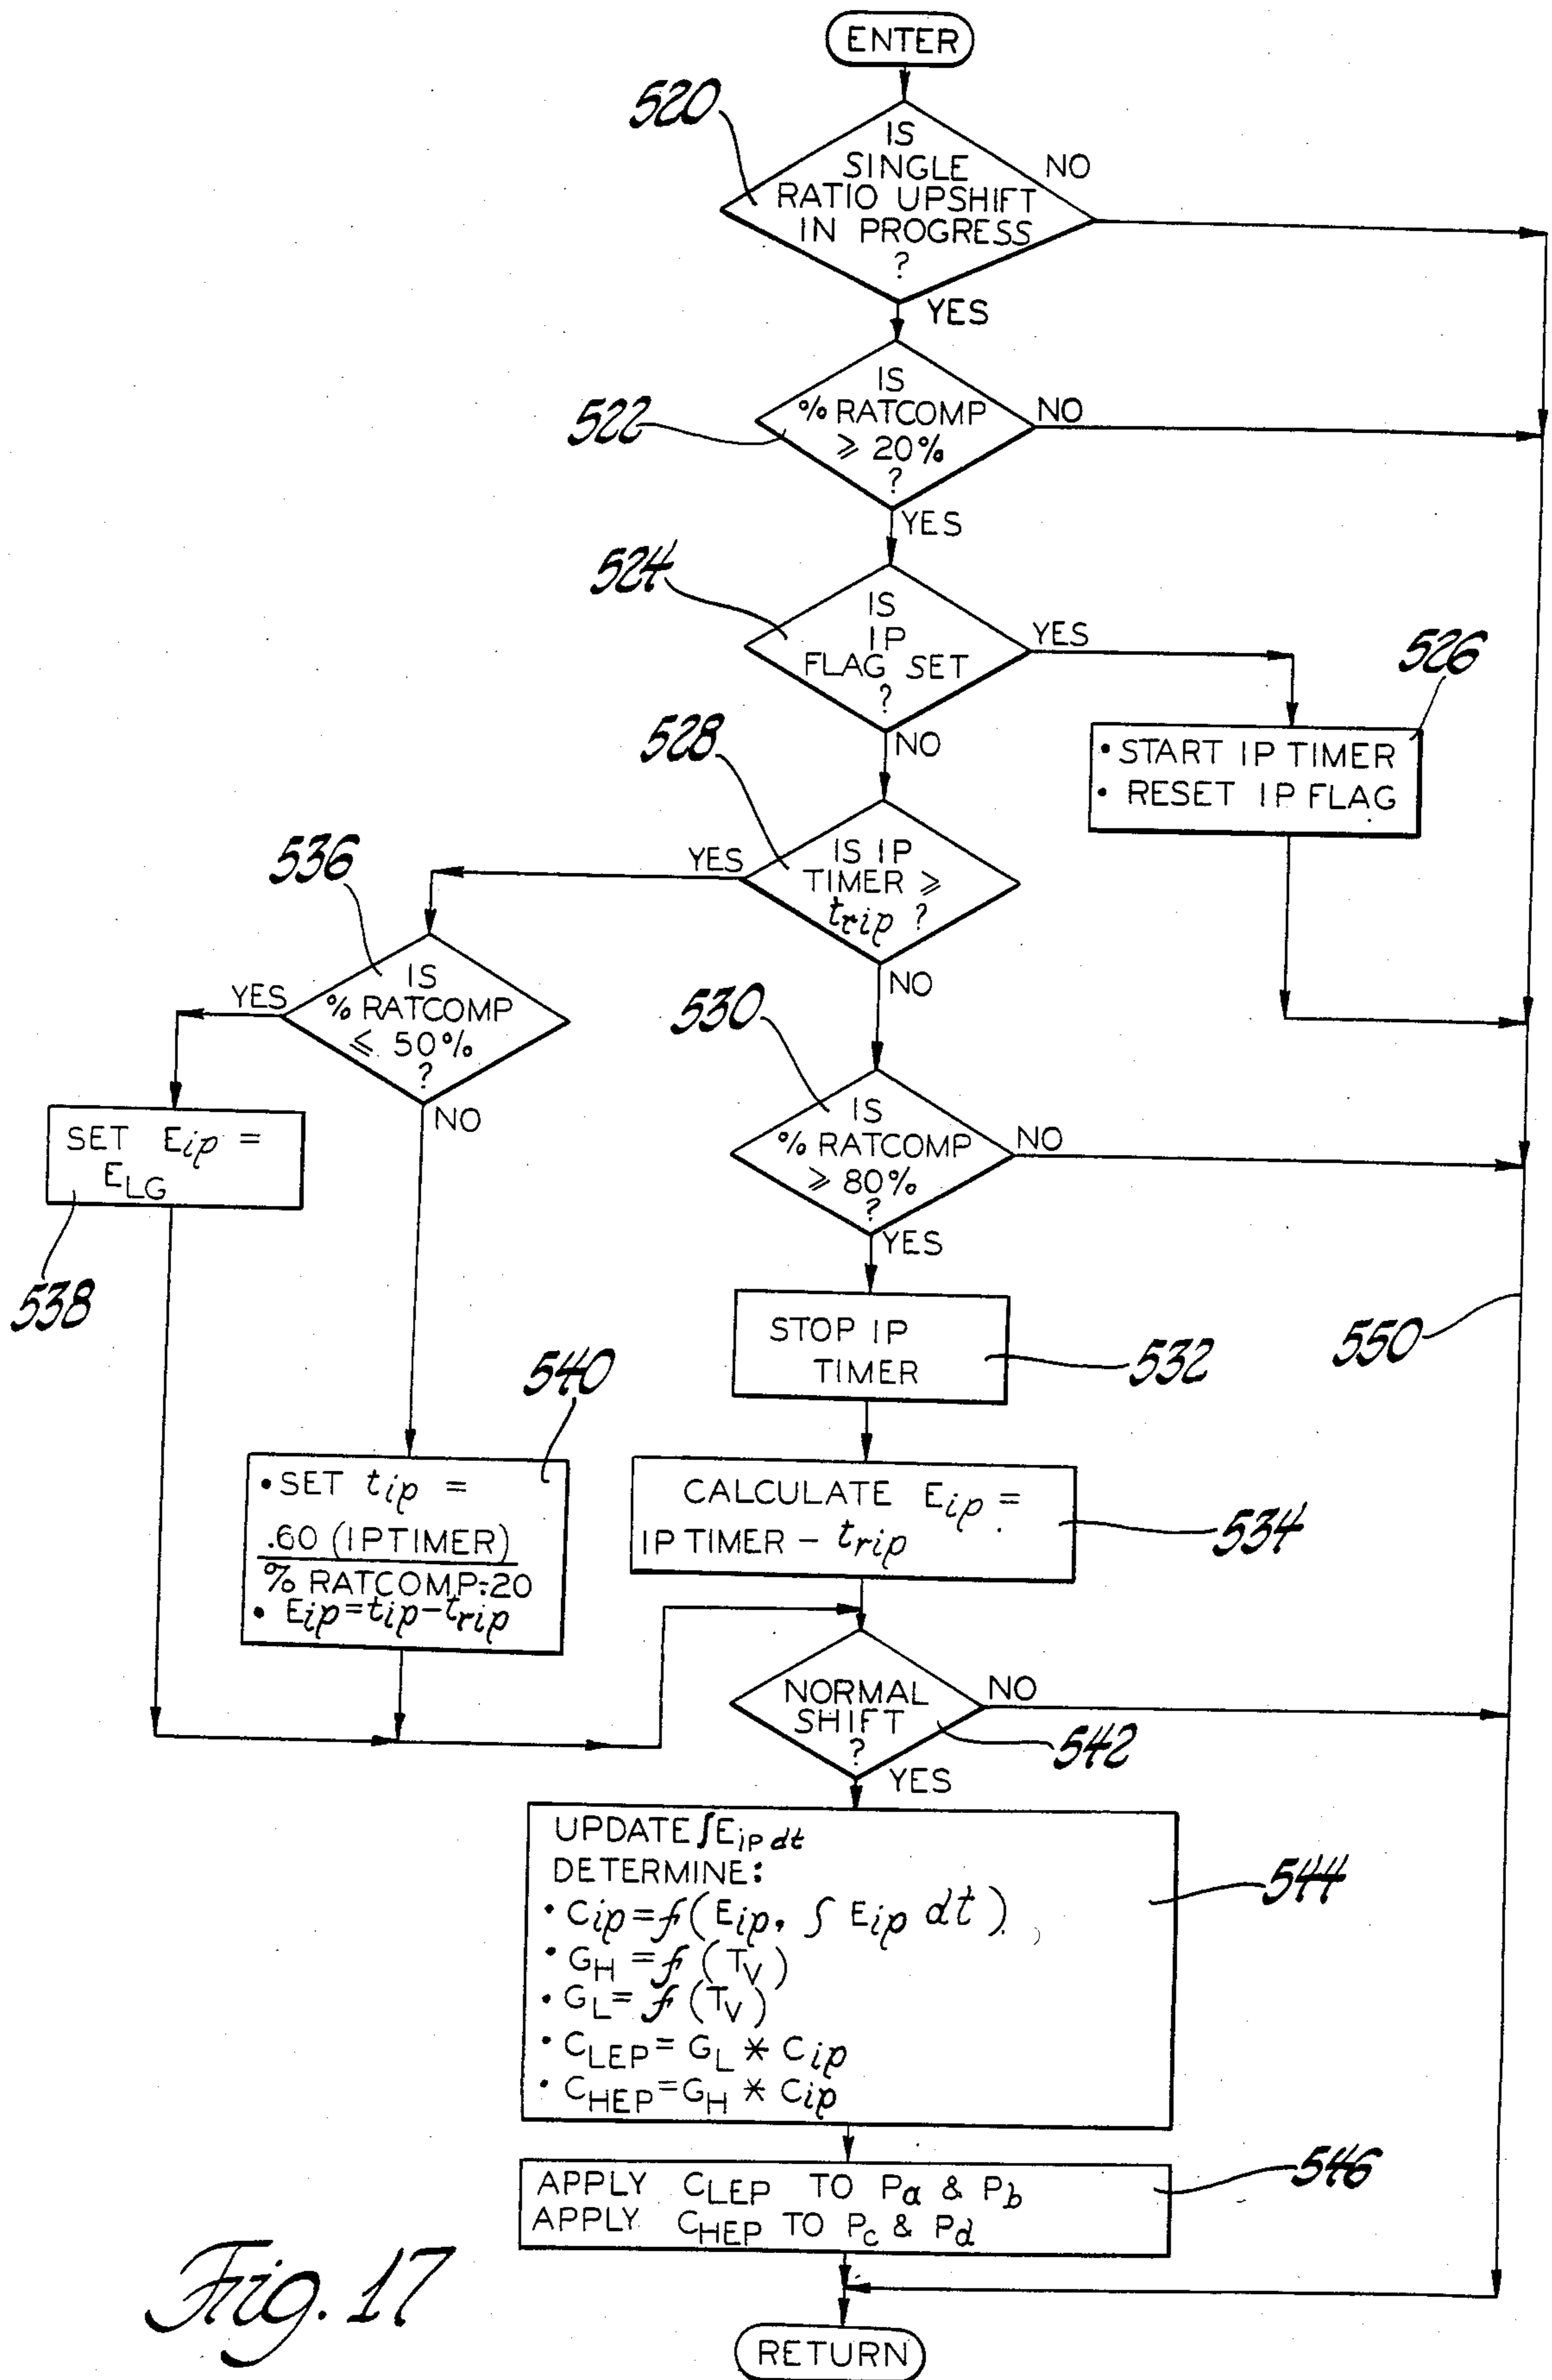 ENTER
520
IS
SINGLE
RATIO UPSHIFT
IN PROGRESS
?
NO
YES
522
IS
% RATCOMP
≥ 20%
?
NO
YES
524
IS
IP
FLAG SET
?
YES
NO
526
• START IP TIMER
• RESET IP FLAG
528
IS IP
TIMER ≥
trip ?
YES
NO
536
IS
% RATCOMP
≤ 50%
?
YES
NO
530
IS
% RATCOMP
≥ 80%
?
NO
YES
SET Eip =
ELG
538
STOP IP
TIMER
532
550
540
• SET tip =
.60 (IPTIMER)
% RATCOMP-.20
• Eip=tip-trip
CALCULATE Eip =
IP TIMER - trip
534
NORMAL
SHIFT
?
NO
542
YES
UPDATE ∫Eip dt
DETERMINE:
• Cip=f(Eip, ∫ Eip dt)
• GH =f (TV)
• GL= f (TV)
• CLEP= GL * Cip
• CHEP=GH * Cip
544
APPLY CLEP TO Pa & Pb
APPLY CHEP TO Pc & Pd
546
RETURN
Fig. 17